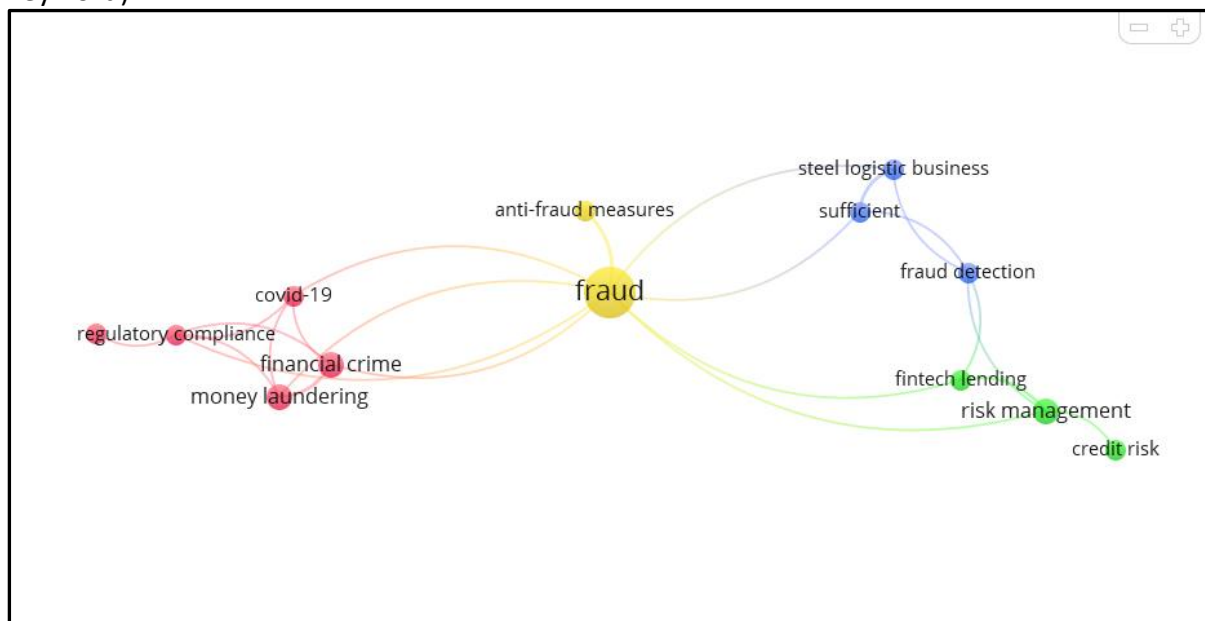 steel logistic business
anti-fraud measures
sufficient
fraud detection
fraud
covid-19
regulatory compliance
financial crime
money laundering
fintech lending
risk management
credit risk